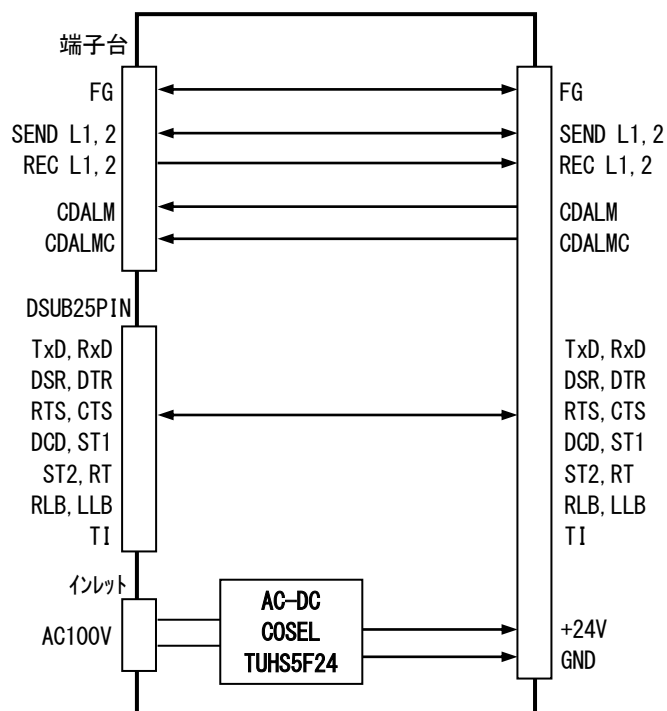 端子台
FG
SEND L1,2
REC L1,2
CDALM
CDALMC
DSUB25PIN
TxD,RxD
DSR,DTR
RTS,CTS
DCD,ST1
ST2,RT
RLB,LLB
TI
インレット
AC100V
AC-DC
COSEL
TUHS5F24
FG
SEND L1,2
REC L1,2
CDALM
CDALMC
TxD,RxD
DSR,DTR
RTS,CTS
DCD,ST1
ST2,RT
RLB,LLB
TI
+24V
GND